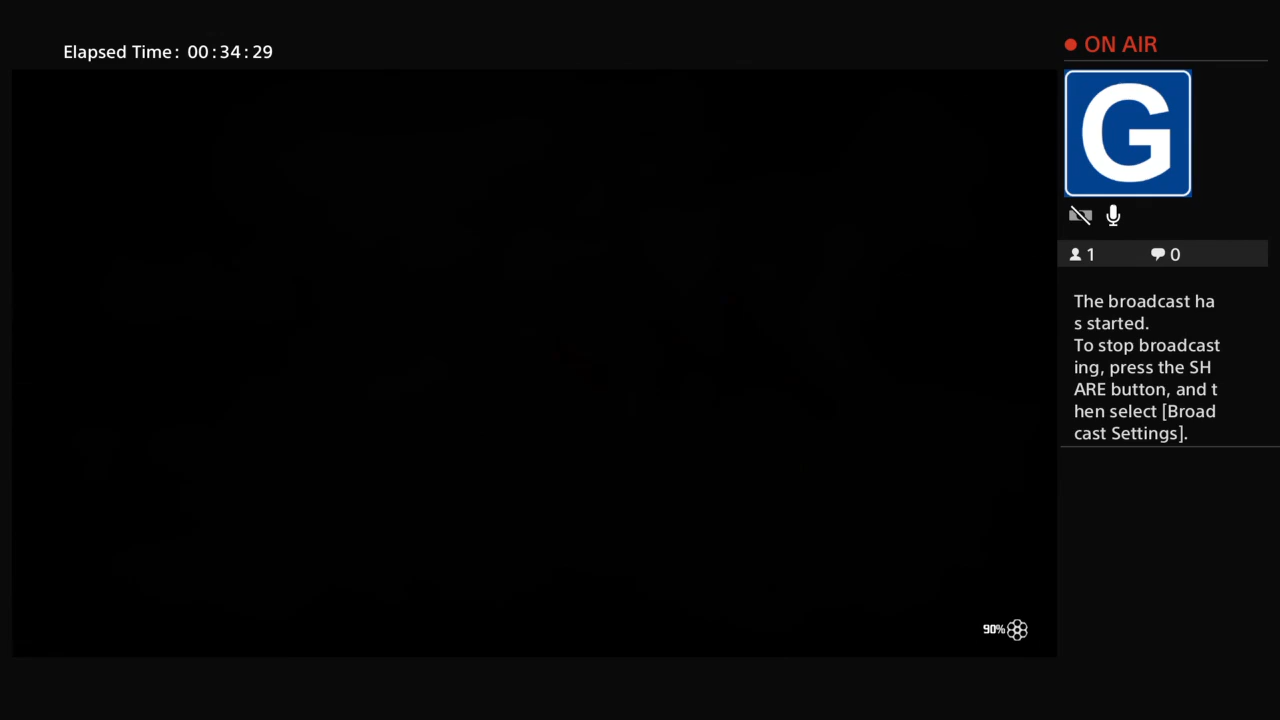 Elapsed Time: 00:34:29
ON AIR
G
1
0
The broadcast ha
s started.
To stop broadcast
ing, press the SH
ARE button, and t
hen select [Broad
cast Settings].
90%